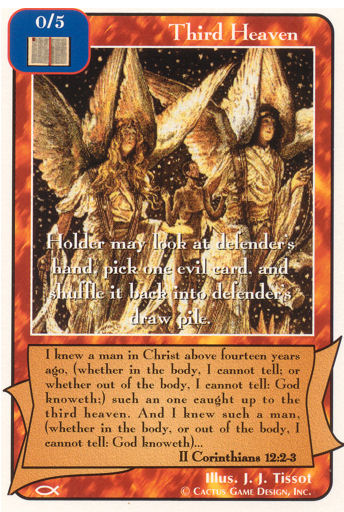 0/5
Third Heaven
Holder may look at defender's
hand, pick one evil card, and
shuffle it back into defender's
draw pile.
I knew a man in Christ above fourteen years
ago, (whether in the body, I cannot tell; or
whether out of the body, I cannot tell: God
knoweth;) such an one caught up to the
third heaven. And I knew such a man,
(whether in the body, or out of the body, I
cannot tell: God knoweth)...
II Corinthians 12:2-3
Illus. J. J. Tissot
© Cactus Game Design, Inc.